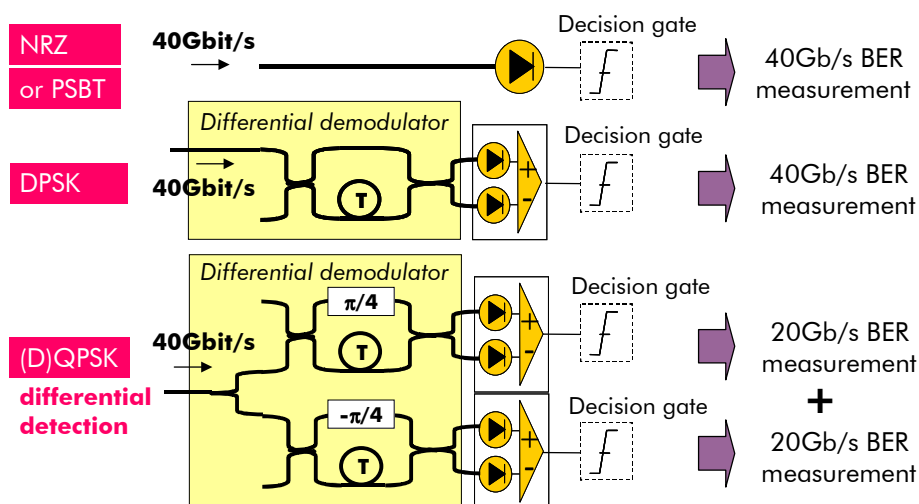 NRZ
or PSBT
40Gbit/s
Decision gate
40Gb/s BER
measurement
Differential demodulator
DPSK
40Gbit/s
T
+
-
Decision gate
40Gb/s BER
measurement
Differential demodulator
(D)QPSK
differential
detection
40Gbit/s
π/4
T
+
-
Decision gate
20Gb/s BER
measurement
+
-π/4
T
+
-
Decision gate
20Gb/s BER
measurement